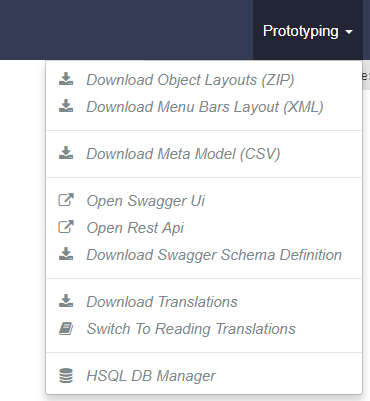 Prototyping
Download Object Layouts (ZIP)
Download Menu Bars Layout (XML)
Download Meta Model (CSV)
Open Swagger Ui
Open Rest Api
Download Swagger Schema Definition
Download Translations
Switch To Reading Translations
HSQL DB Manager